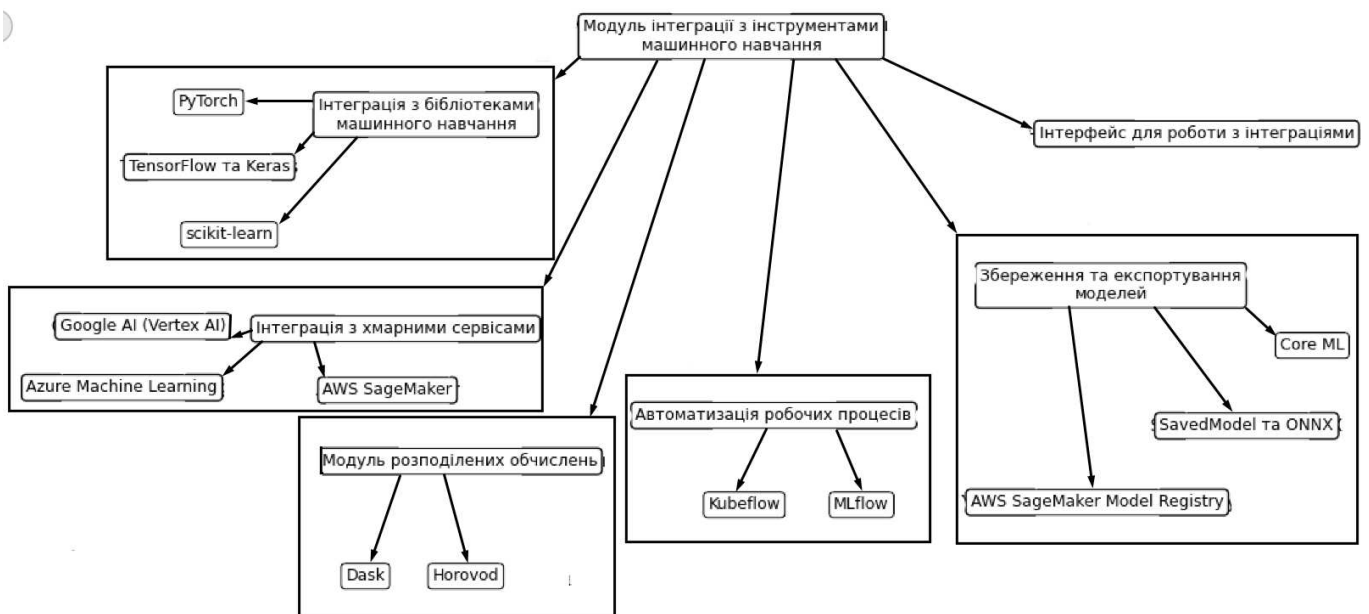 Модуль інтеграції з інструментами
машинного навчання
PyTorch
Інтеграція з бібліотеками
машинного навчання
TensorFlow та Keras
scikit-learn
Інтерфейс для роботи з інтеграціями
Google AI (Vertex AI)
Інтеграція з хмарними сервісами
Azure Machine Learning
AWS SageMaker
Модуль розподілених обчислень
Dask
Horovod
Автоматизація робочих процесів
Kubeflow
MLflow
Збереження та експортування
моделей
Core ML
SavedModel та ONNX
AWS SageMaker Model Registry